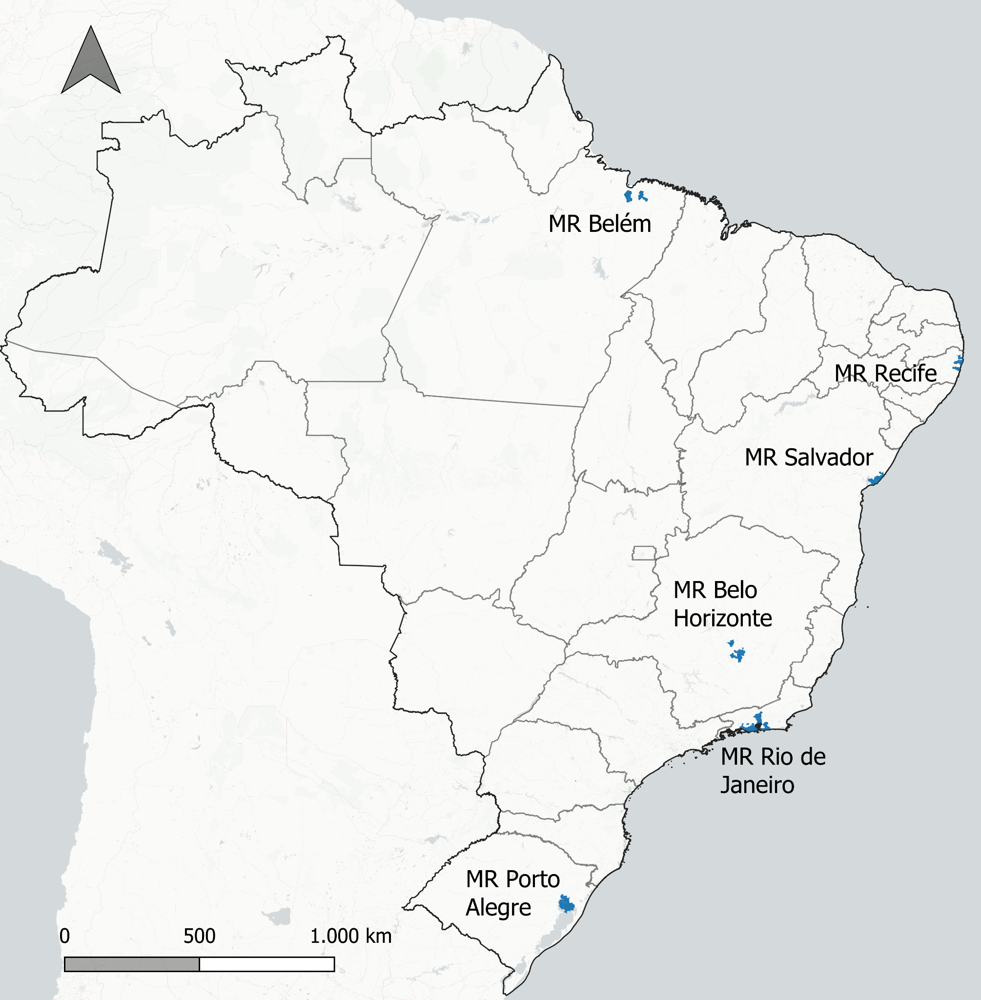 MR Belém
MR Recife
MR Salvador
MR Belo
Horizonte
MR Rio de
Janeiro
MR Porto
Alegre
0 500 1.000 km